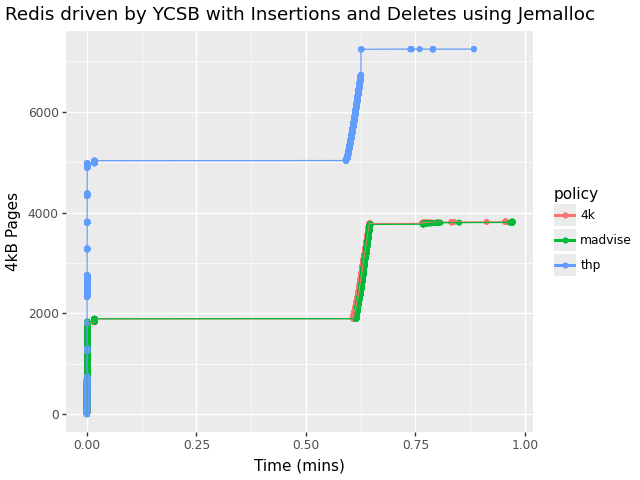 Redis driven by YCSB with Insertions and Deletes using Jemalloc
6000
4000
2000
0
4kB Pages
0.00 0.25 0.50 0.75 1.00
Time (mins)
policy
4k
madvise
thp